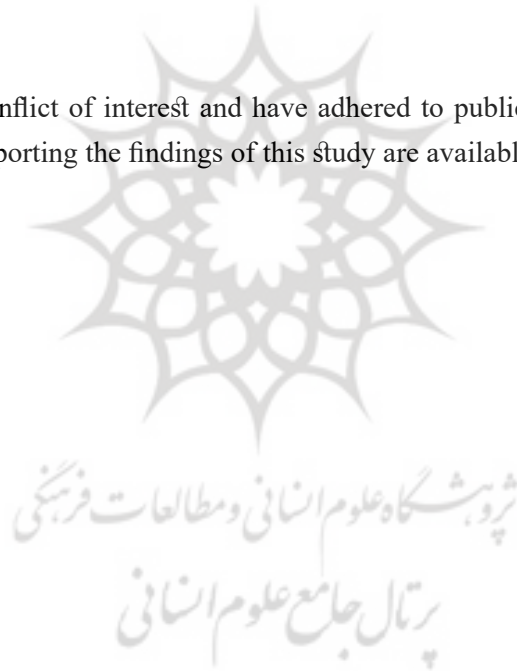 nflict of interest and have adhered to public
porting the findings of this study are availabl
پژوهشگاه علوم انسانی و مطالعات فرهنگی
پرتال جامع علوم انسانی